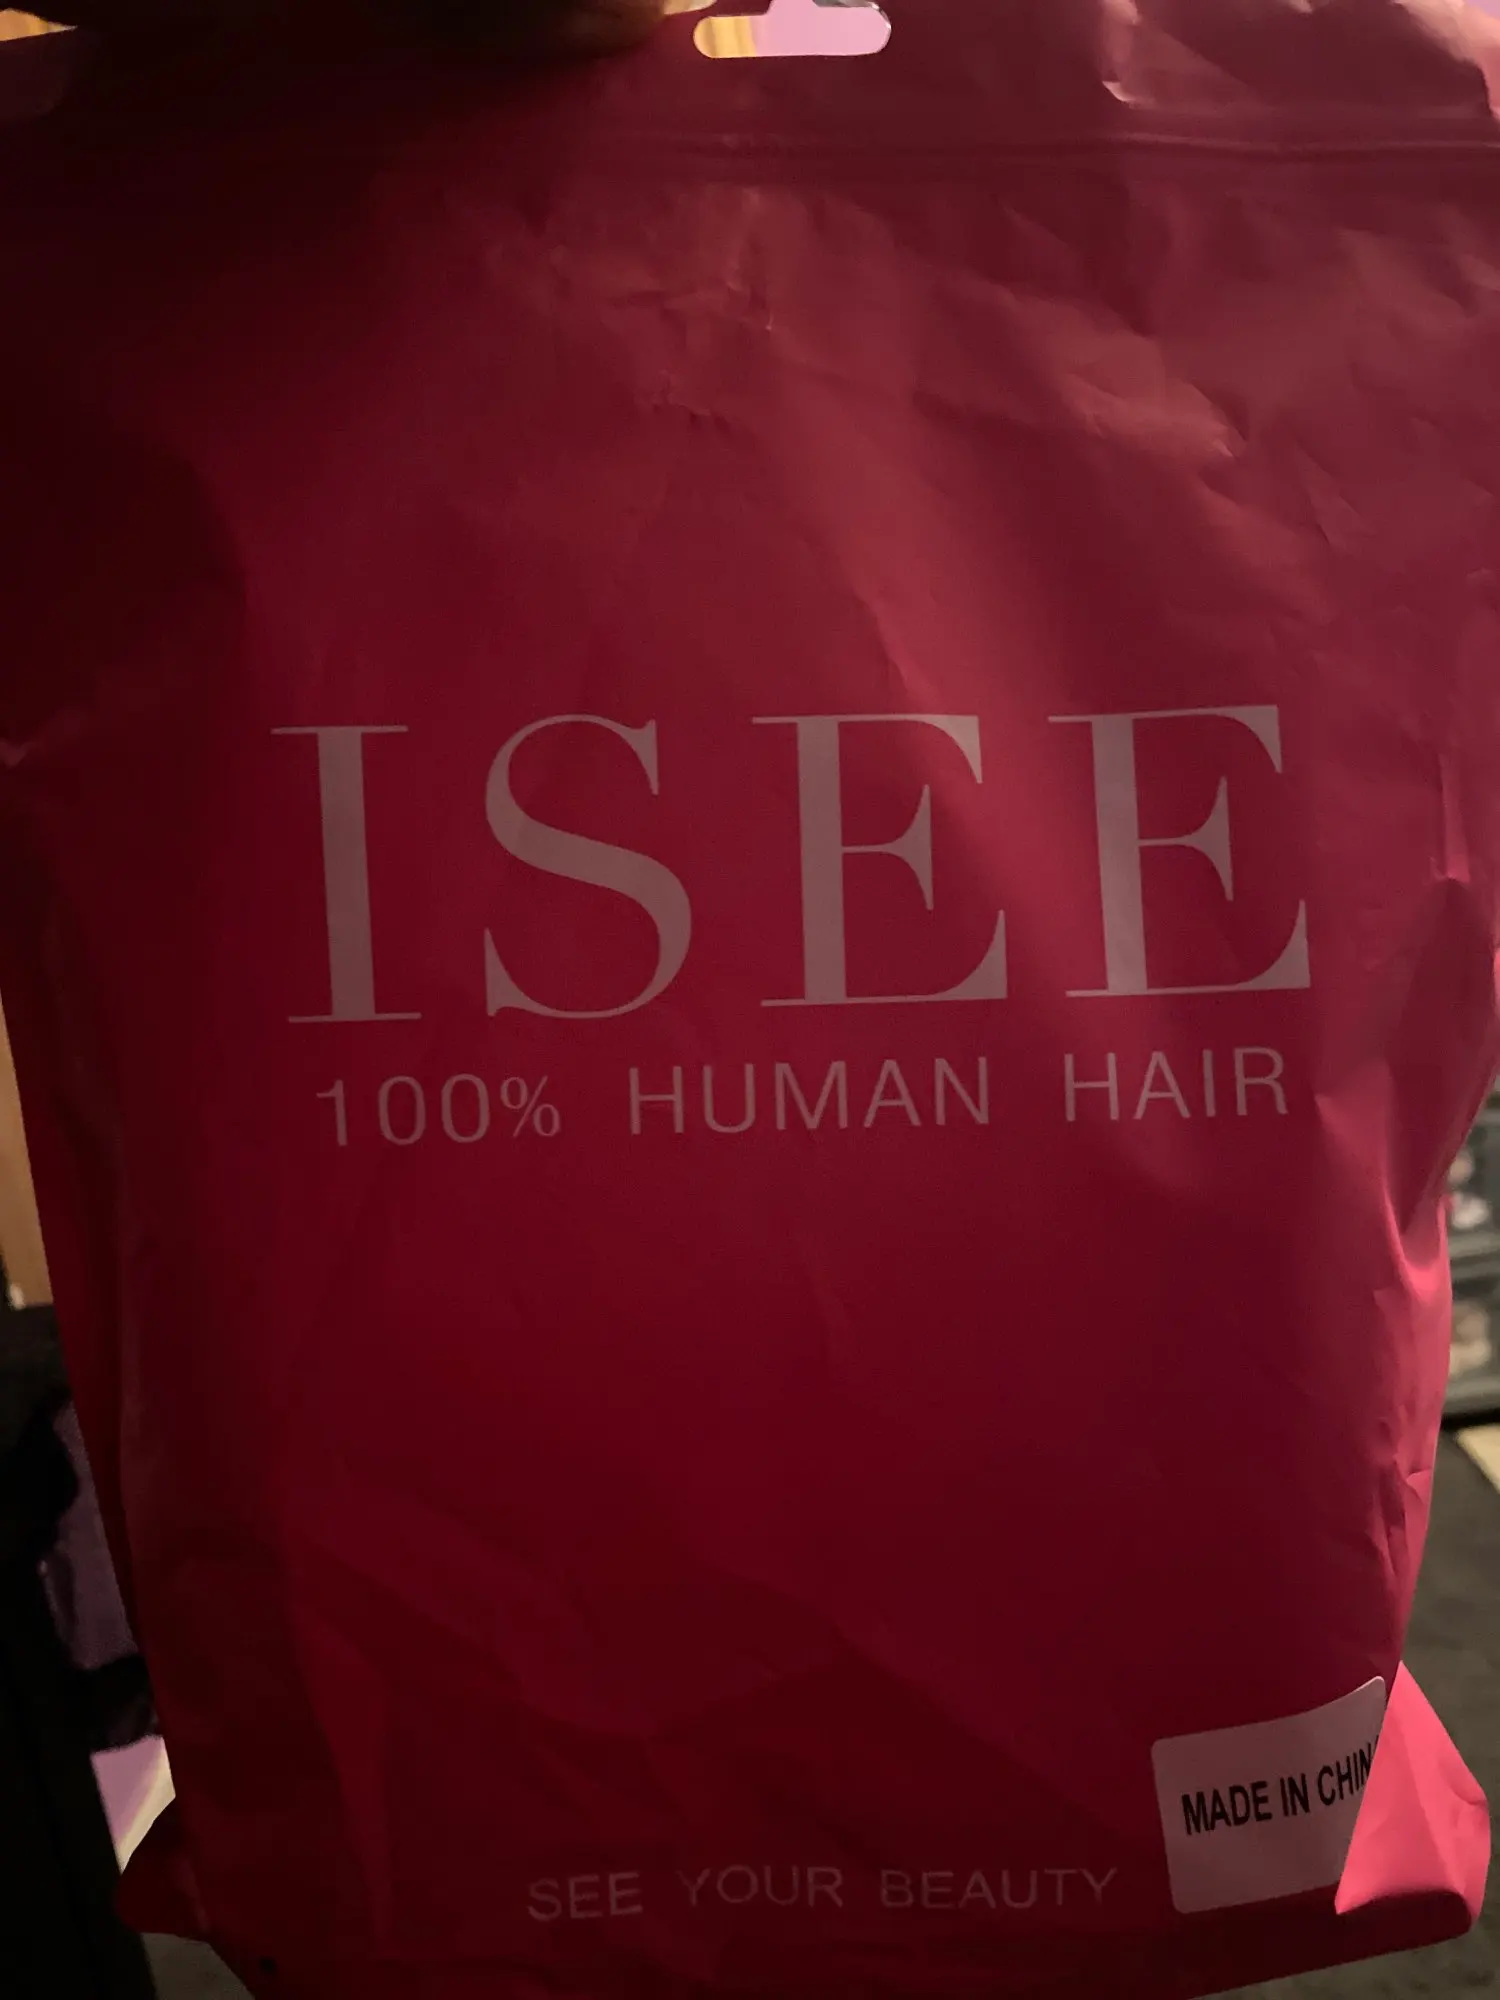 ISEE
100% HUMAN HAIR
MADE IN CHIN
SEE YOUR BEAUTY